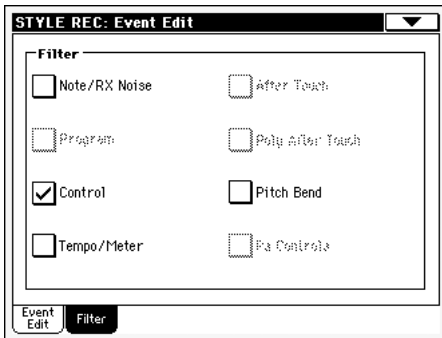 STYLE REC: Event Edit
Filter
Note/RX Noise
After Touch
Program
Poly After Touch
Control
Pitch Bend
Tempo/Meter
Pa Controls
Event
Edit
Filter